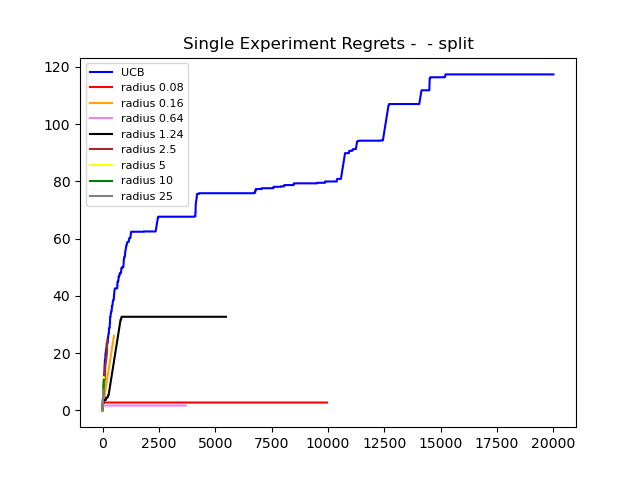 Single Experiment Regrets -  - split
UCB
radius 0.08
radius 0.16
radius 0.64
radius 1.24
radius 2.5
radius 5
radius 10
radius 25
120
100
80
60
40
20
0
0 2500 5000 7500 10000 12500 15000 17500 20000